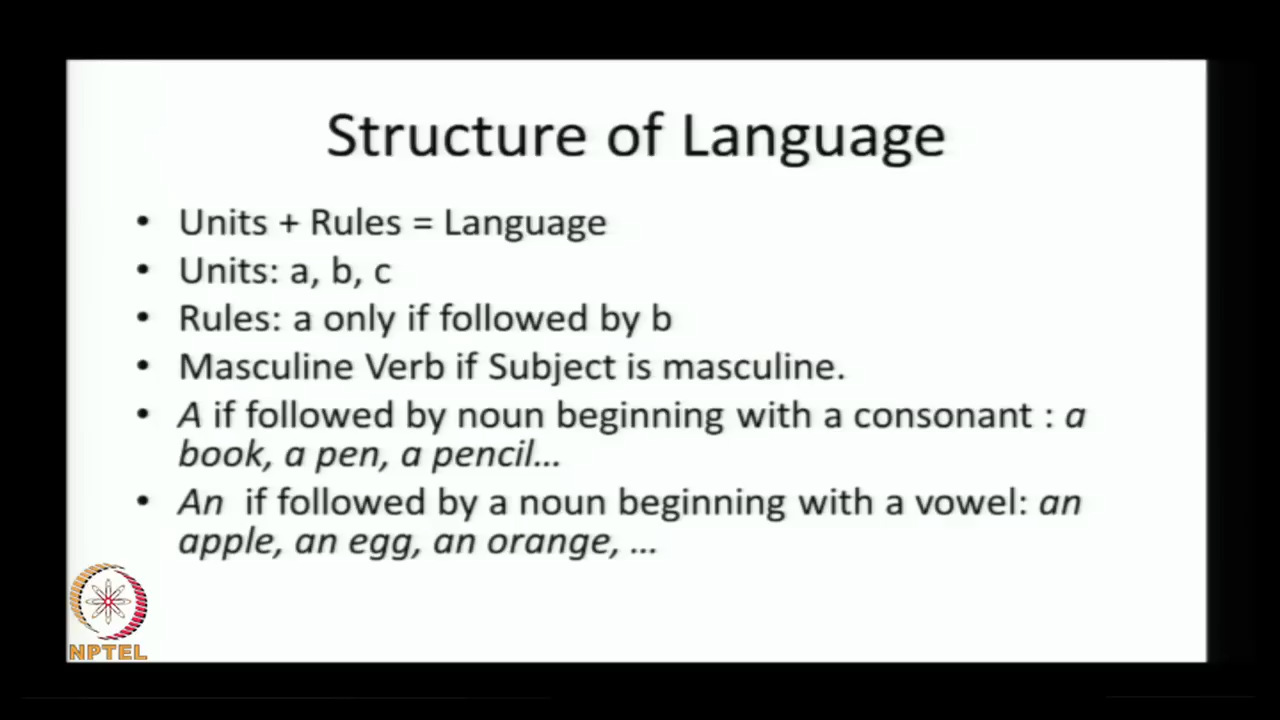 Structure of Language
• Units + Rules = Language
• Units: a, b, c
• Rules: a only if followed by b
• Masculine Verb if Subject is masculine.
• A if followed by noun beginning with a consonant : a
book, a pen, a pencil...
• An if followed by a noun beginning with a vowel: an
apple, an egg, an orange, ...
NPTEL